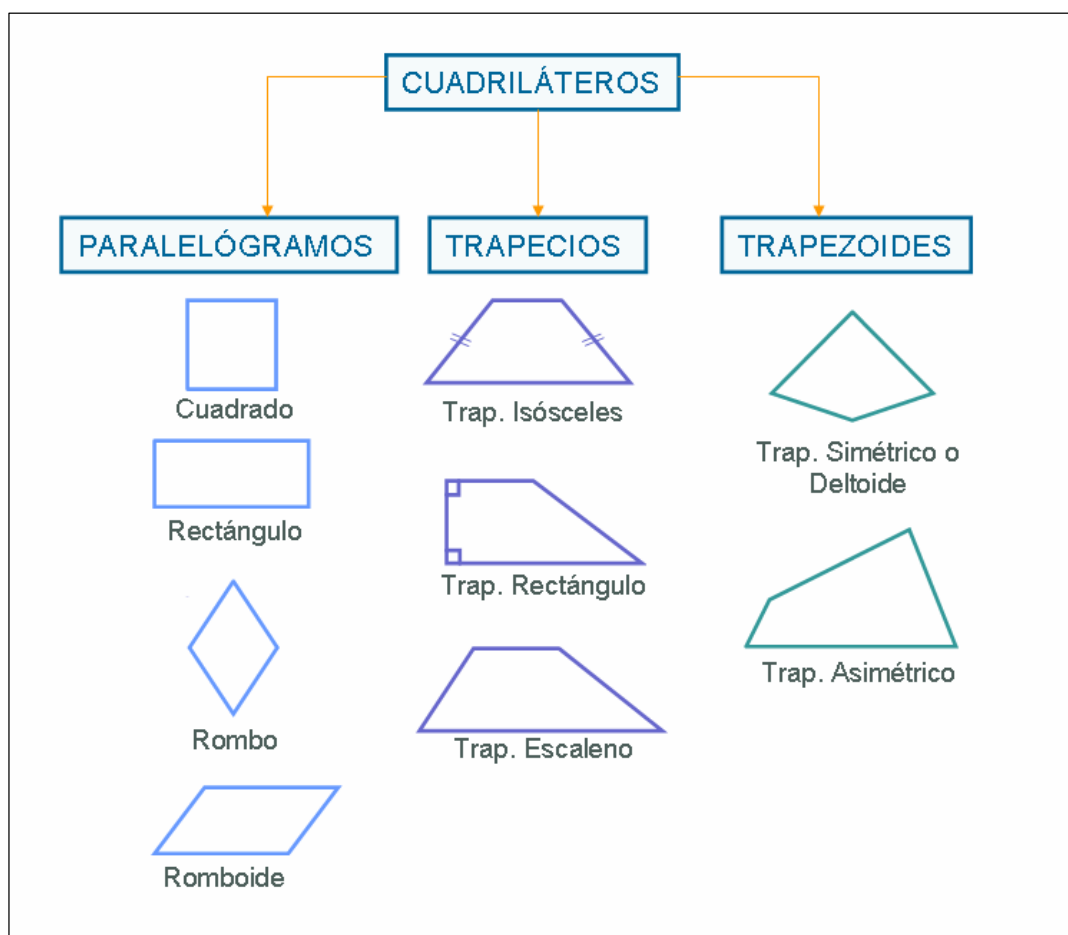 CUADRILÁTEROS
PARALELÓGRAMOS
TRAPECIOS
TRAPEZOIDES
Cuadrado
Rectángulo
Rombo
Romboide
Trap. Isósceles
Trap. Rectángulo
Trap. Escaleno
Trap. Simétrico o
Deltoide
Trap. Asimétrico